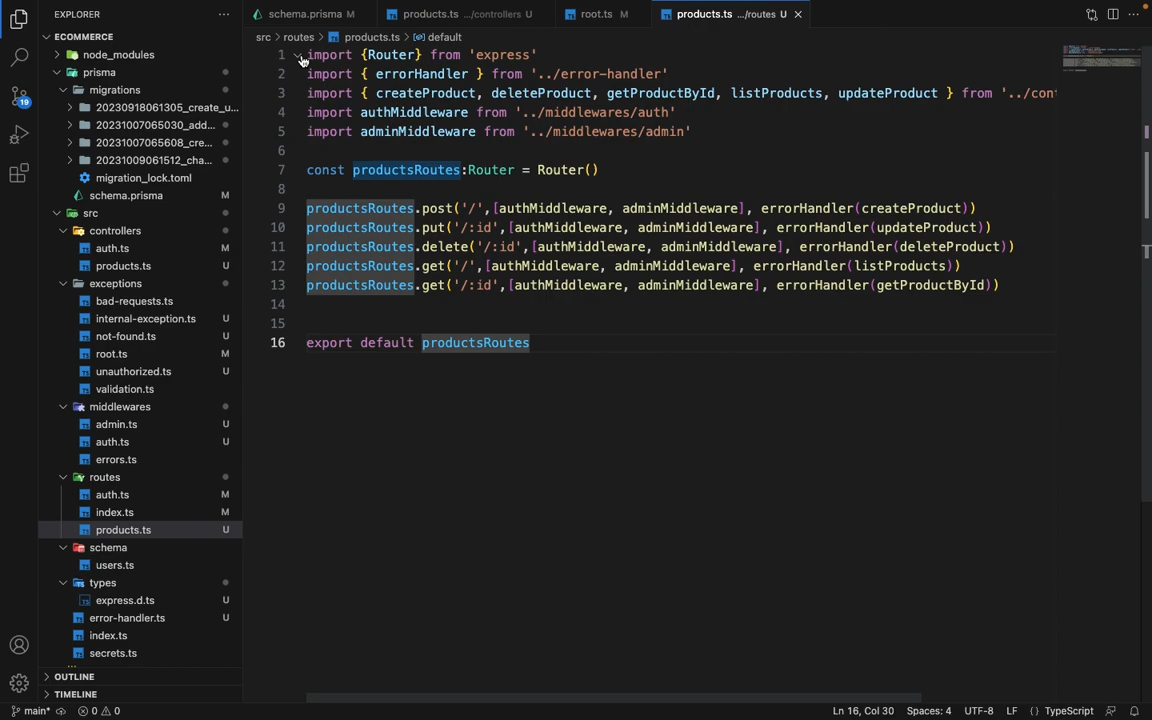 EXPLORER
schema.prisma M
products.ts .../controllers U
root.ts M
products.ts .../routes U
ECOMMERCE
src > routes > products.ts > default
node_modules
prisma
migrations
20230918061305_create_u...
20231007065030_add...
20231007065608_cre...
20231009061512_cha...
migration_lock.toml
schema.prisma M
src
controllers
auth.ts M
products.ts U
exceptions
bad-requests.ts
internal-exception.ts U
not-found.ts U
root.ts M
unauthorized.ts U
validation.ts
middlewares
admin.ts U
auth.ts U
errors.ts
routes
auth.ts M
index.ts M
products.ts U
schema
users.ts
types
express.d.ts U
error-handler.ts U
index.ts
secrets.ts
OUTLINE
TIMELINE
19
1 import {Router} from 'express'
2 import { errorHandler } from '../error-handler'
3 import { createProduct, deleteProduct, getProductById, listProducts, updateProduct } from '../con
4 import authMiddleware from '../middlewares/auth'
5 import adminMiddleware from '../middlewares/admin'
6
7 const productsRoutes:Router = Router()
8
9 productsRoutes.post('/',[authMiddleware, adminMiddleware], errorHandler(createProduct))
10 productsRoutes.put('/:id',[authMiddleware, adminMiddleware], errorHandler(updateProduct))
11 productsRoutes.delete('/:id',[authMiddleware, adminMiddleware], errorHandler(deleteProduct))
12 productsRoutes.get('/',[authMiddleware, adminMiddleware], errorHandler(listProducts))
13 productsRoutes.get('/:id',[authMiddleware, adminMiddleware], errorHandler(getProductById))
14
15
16 export default productsRoutes
main* 0 0 Ln 16, Col 30 Spaces: 4 UTF-8 LF {} TypeScript